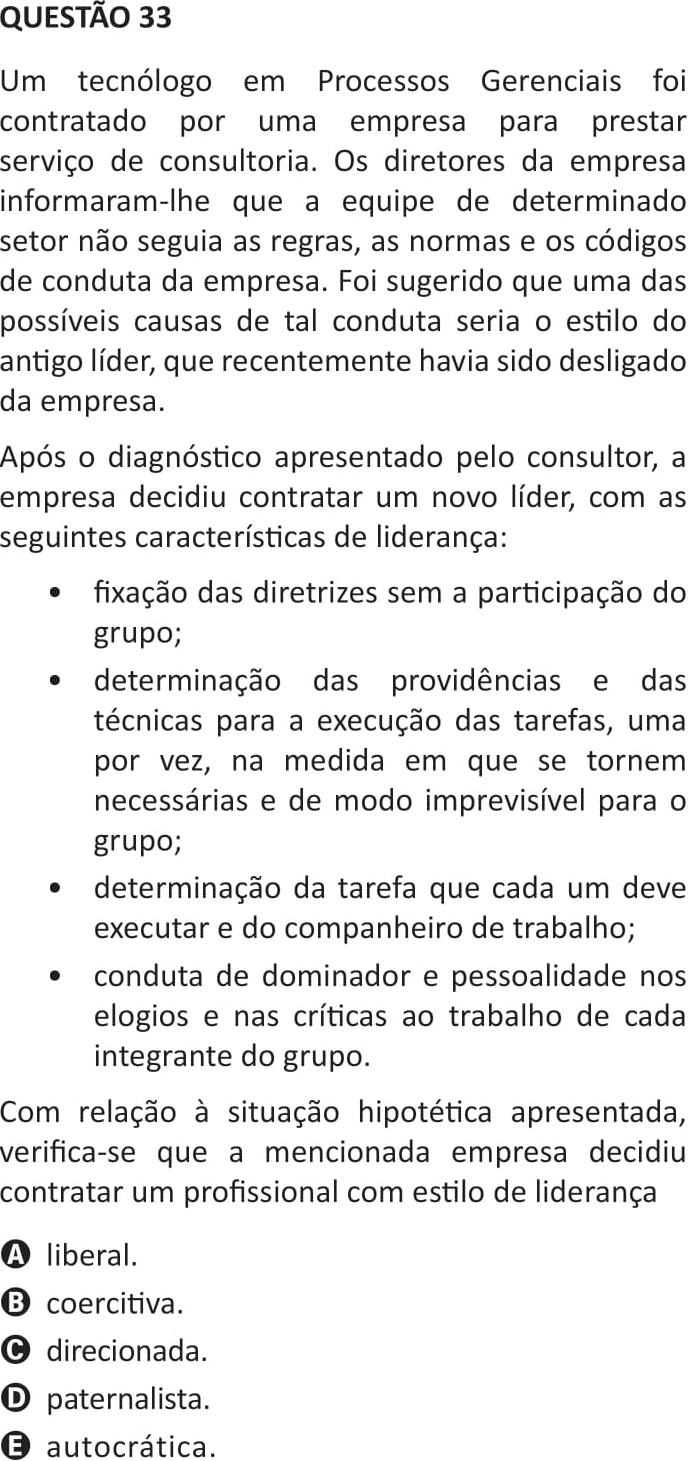 QUESTÃO 33
Um tecnólogo em Processos Gerenciais foi
contratado por uma empresa para prestar
serviço de consultoria. Os diretores da empresa
informaram-lhe que a equipe de determinado
setor não seguia as regras, as normas e os códigos
de conduta da empresa. Foi sugerido que uma das
possíveis causas de tal conduta seria o estilo do
antigo líder, que recentemente havia sido desligado
da empresa.
Após o diagnóstico apresentado pelo consultor, a
empresa decidiu contratar um novo líder, com as
seguintes características de liderança:
• fixação das diretrizes sem a participação do
grupo;
• determinação das providências e das
técnicas para a execução das tarefas, uma
por vez, na medida em que se tornem
necessárias e de modo imprevisível para o
grupo;
• determinação da tarefa que cada um deve
executar e do companheiro de trabalho;
• conduta de dominador e pessoalidade nos
elogios e nas críticas ao trabalho de cada
integrante do grupo.
Com relação à situação hipotética apresentada,
verifica-se que a mencionada empresa decidiu
contratar um profissional com estilo de liderança
A liberal.
B coercitiva.
C direcionada.
D paternalista.
E autocrática.